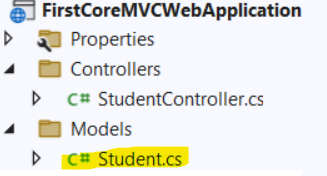 FirstCoreMVCWebApplication
Properties
Controllers
C# StudentController.cs
Models
C# Student.cs